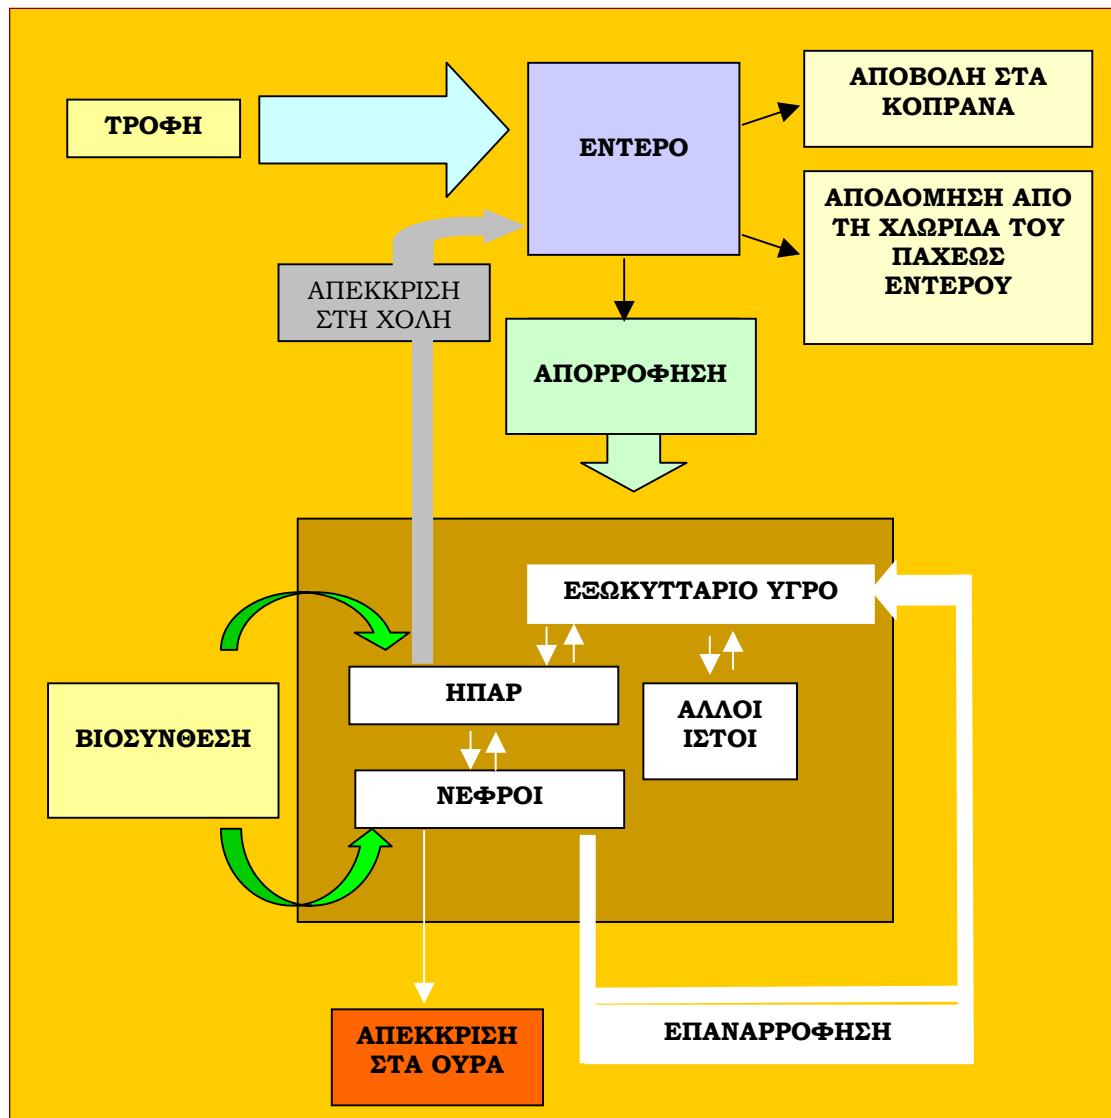 ΤΡΟΦΗ
ΕΝΤΕΡΟ
ΑΠΟΒΟΛΗ ΣΤΑ
ΚΟΠΡΑΝΑ
ΑΠΟΔΟΜΗΣΗ ΑΠΟ
ΤΗ ΧΛΩΡΙΔΑ ΤΟΥ
ΠΑΧΕΩΣ
ΕΝΤΕΡΟΥ
ΑΠΕΚΚΡΙΣΗ
ΣΤΗ ΧΟΛΗ
ΑΠΟΡΡΟΦΗΣΗ
ΕΞΩΚΥΤΤΑΡΙΟ ΥΓΡΟ
ΗΠΑΡ
ΑΛΛΟΙ
ΙΣΤΟΙ
ΒΙΟΣΥΝΘΕΣΗ
ΝΕΦΡΟΙ
ΑΠΕΚΚΡΙΣΗ
ΣΤΑ ΟΥΡΑ
ΕΠΑΝΑΡΡΟΦΗΣΗ